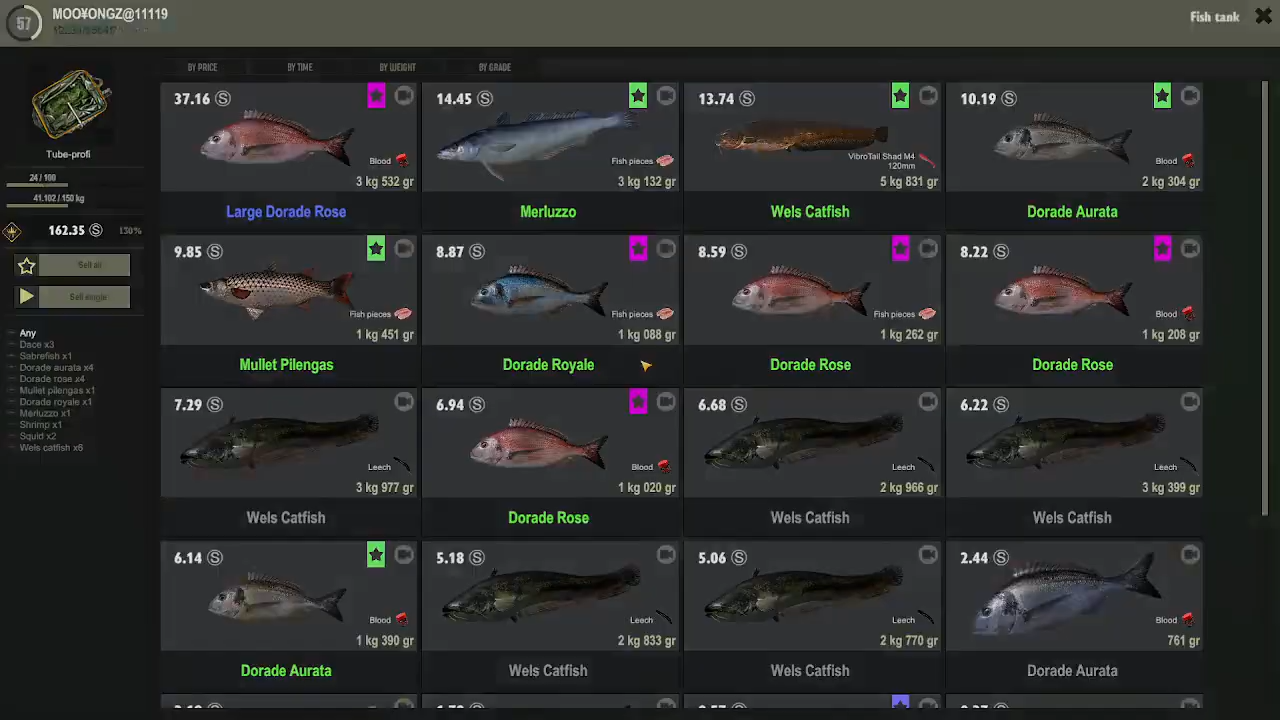 57
MOO¥ONGZ@11119
Fish tank
BY PRICE
BY TIME
BY WEIGHT
BY GRADE
Tube-profi
24 / 100
41.102 / 150 kg
162.35 S 130%
Sell all
Sell single
Any
Dace x3
Sabrefish x1
Dorade aurata x4
Dorade rose x4
Mullet pilengas x1
Dorade royale x1
Merluzzo x1
Shrimp x1
Squid x2
Wels catfish x6
37.16 S
Blood
3 kg 532 gr
Large Dorade Rose
14.45 S
Fish pieces
3 kg 132 gr
Merluzzo
13.74 S
VibroTail Shad M4
120mm
5 kg 831 gr
Wels Catfish
10.19 S
Blood
2 kg 304 gr
Dorade Aurata
9.85 S
Fish pieces
1 kg 451 gr
Mullet Pilengas
8.87 S
Fish pieces
1 kg 088 gr
Dorade Royale
8.59 S
Fish pieces
1 kg 262 gr
Dorade Rose
8.22 S
Blood
1 kg 208 gr
Dorade Rose
7.29 S
Leech
3 kg 977 gr
Wels Catfish
6.94 S
Blood
1 kg 020 gr
Dorade Rose
6.68 S
Leech
2 kg 966 gr
Wels Catfish
6.22 S
Leech
3 kg 399 gr
Wels Catfish
6.14 S
Blood
1 kg 390 gr
Dorade Aurata
5.18 S
Leech
2 kg 833 gr
Wels Catfish
5.06 S
Leech
2 kg 770 gr
Wels Catfish
2.44 S
Blood
761 gr
Dorade Aurata